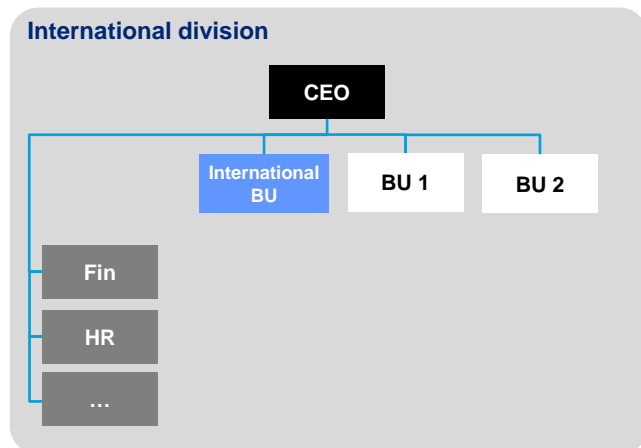 International division
CEO
International
BU
BU 1
BU 2
Fin
HR
...